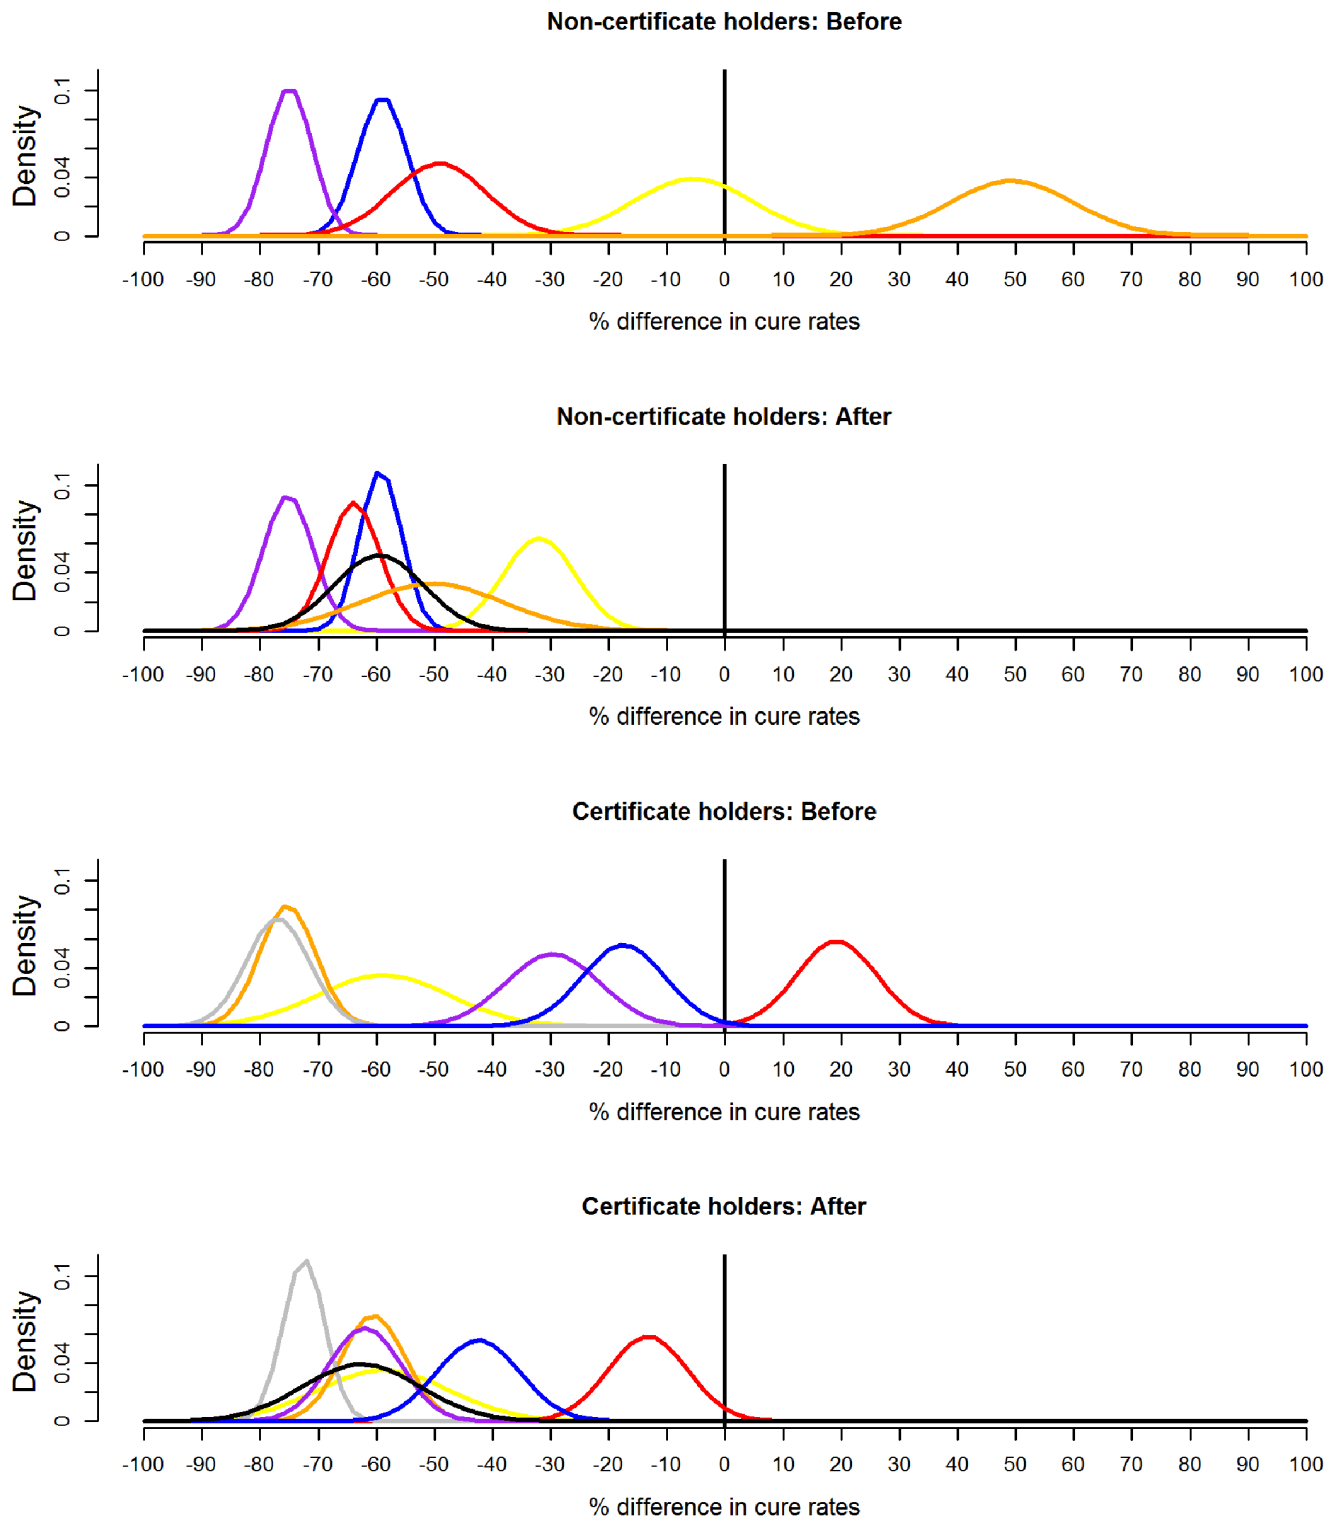 Non-certificate holders: Before
Density
0 0.04 0.1
-100 -90 -80 -70 -60 -50 -40 -30 -20 -10 0 10 20 30 40 50 60 70 80 90 100
% difference in cure rates
Non-certificate holders: After
Density
0 0.04 0.1
-100 -90 -80 -70 -60 -50 -40 -30 -20 -10 0 10 20 30 40 50 60 70 80 90 100
% difference in cure rates
Certificate holders: Before
Density
0 0.04 0.1
-100 -90 -80 -70 -60 -50 -40 -30 -20 -10 0 10 20 30 40 50 60 70 80 90 100
% difference in cure rates
Certificate holders: After
Density
0 0.04 0.1
-100 -90 -80 -70 -60 -50 -40 -30 -20 -10 0 10 20 30 40 50 60 70 80 90 100
% difference in cure rates